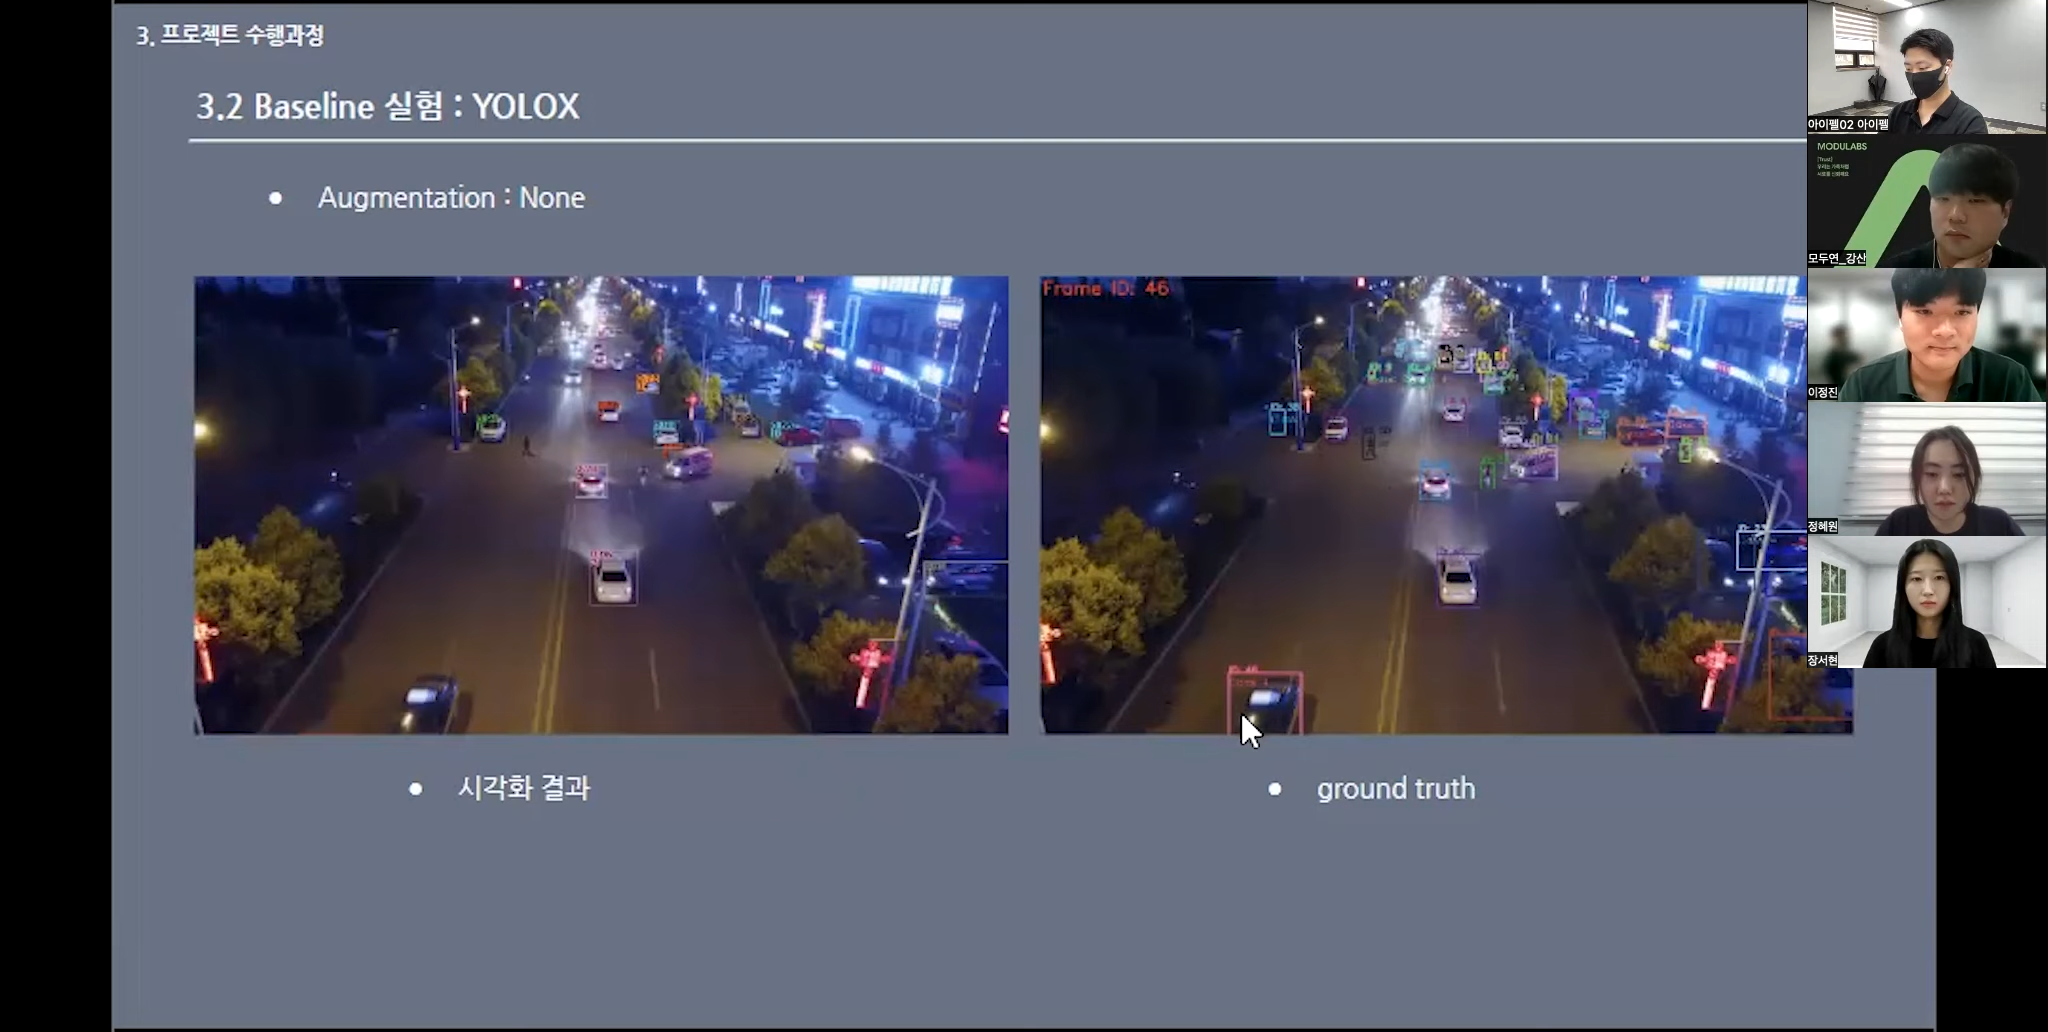 3. 프로젝트 수행과정
3.2 Baseline 실험 : YOLOX
Augmentation : None
Frame ID: 46
시각화 결과
ground truth
아이펠02 아이펠
MODULABS
모두연_강산
이정진
정혜원
장서현